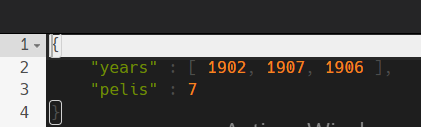 1 {
2 "years" : [ 1902, 1907, 1906 ],
3 "pelis" : 7
4 }